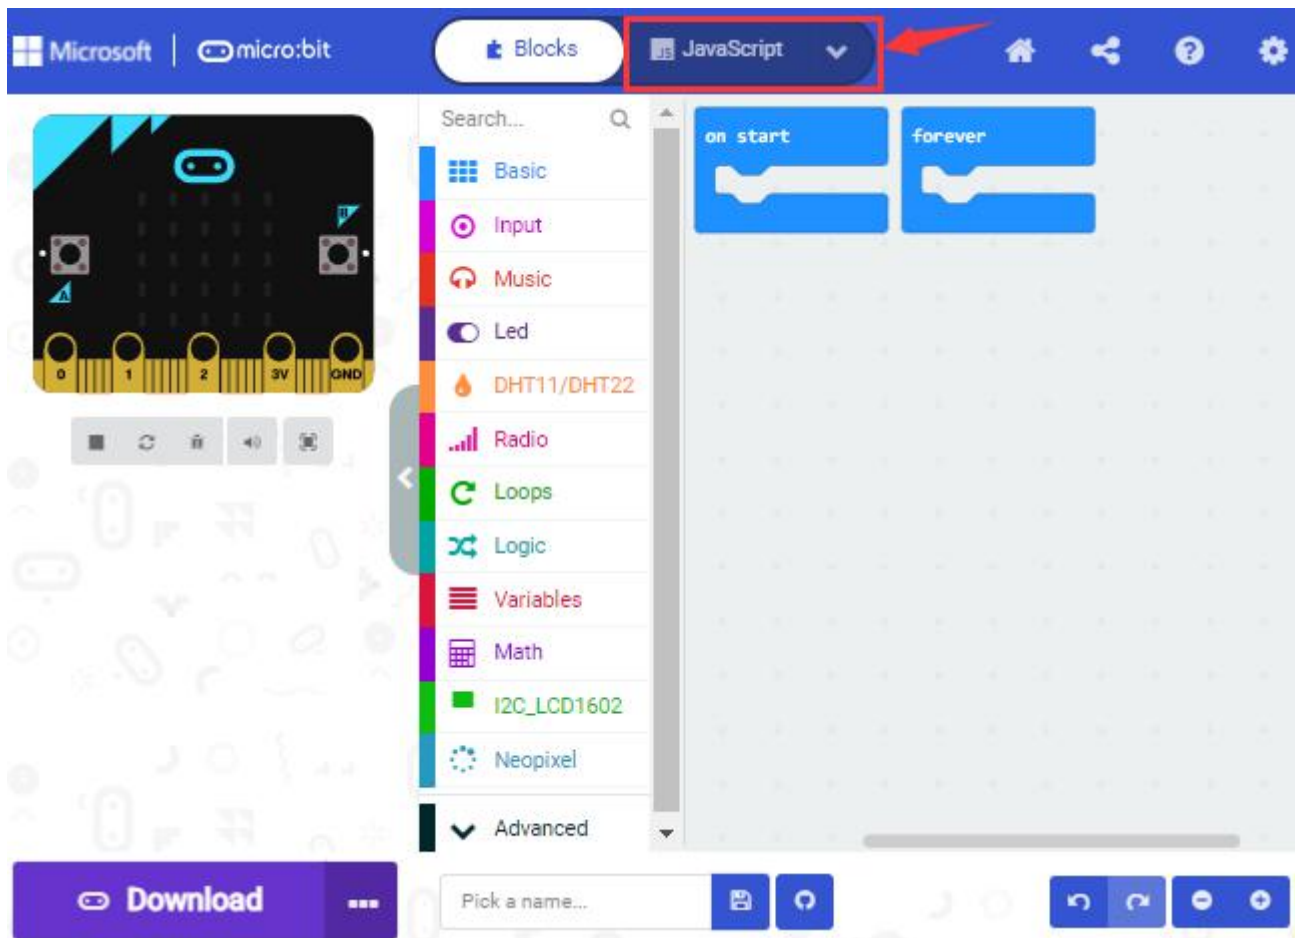 Microsoft | micro:bit
Blocks
JS JavaScript
Search...
on start
forever
Basic
B
Input
A
Music
Led
0 1 2 3V GND
DHT11/DHT22
Radio
Loops
Logic
Variables
Math
I2C_LCD1602
Neopixel
Advanced
Download
Pick a name...